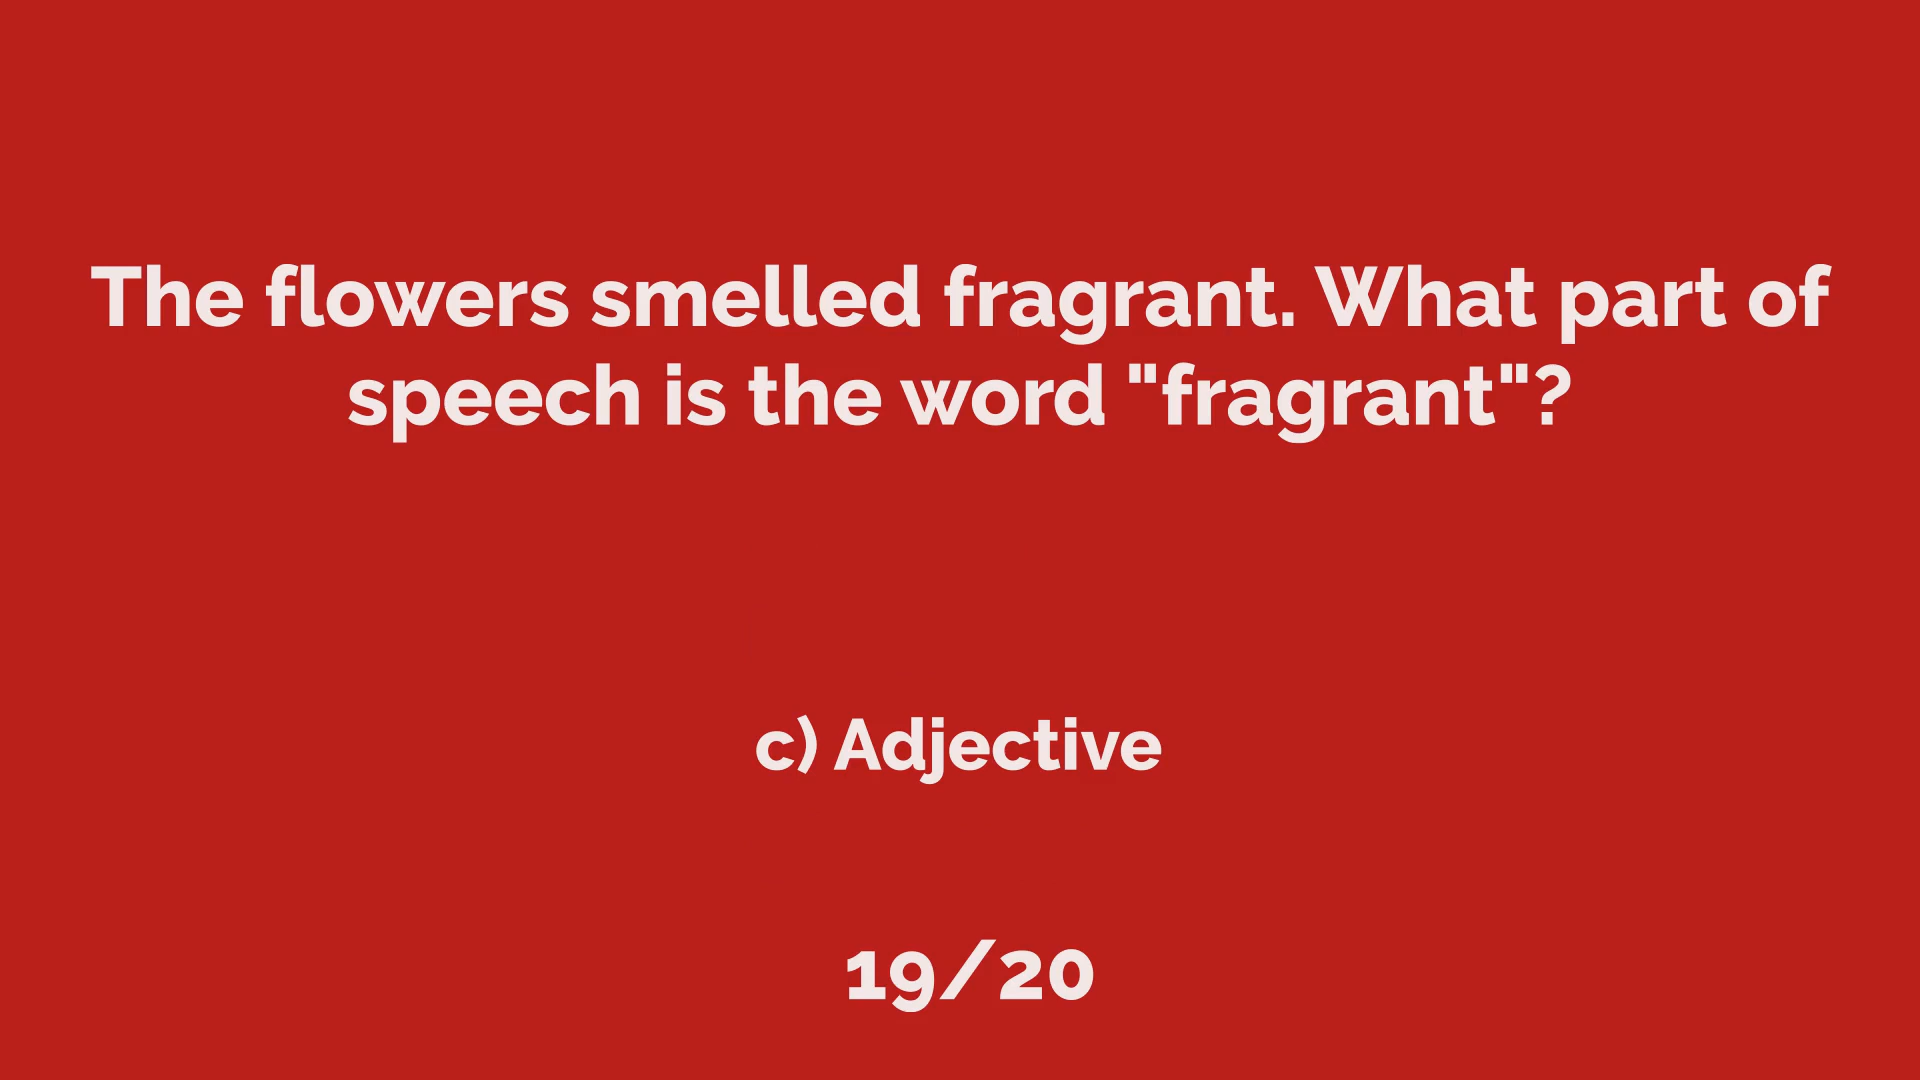 The flowers smelled fragrant. What part of
speech is the word "fragrant"?
c) Adjective
19/20